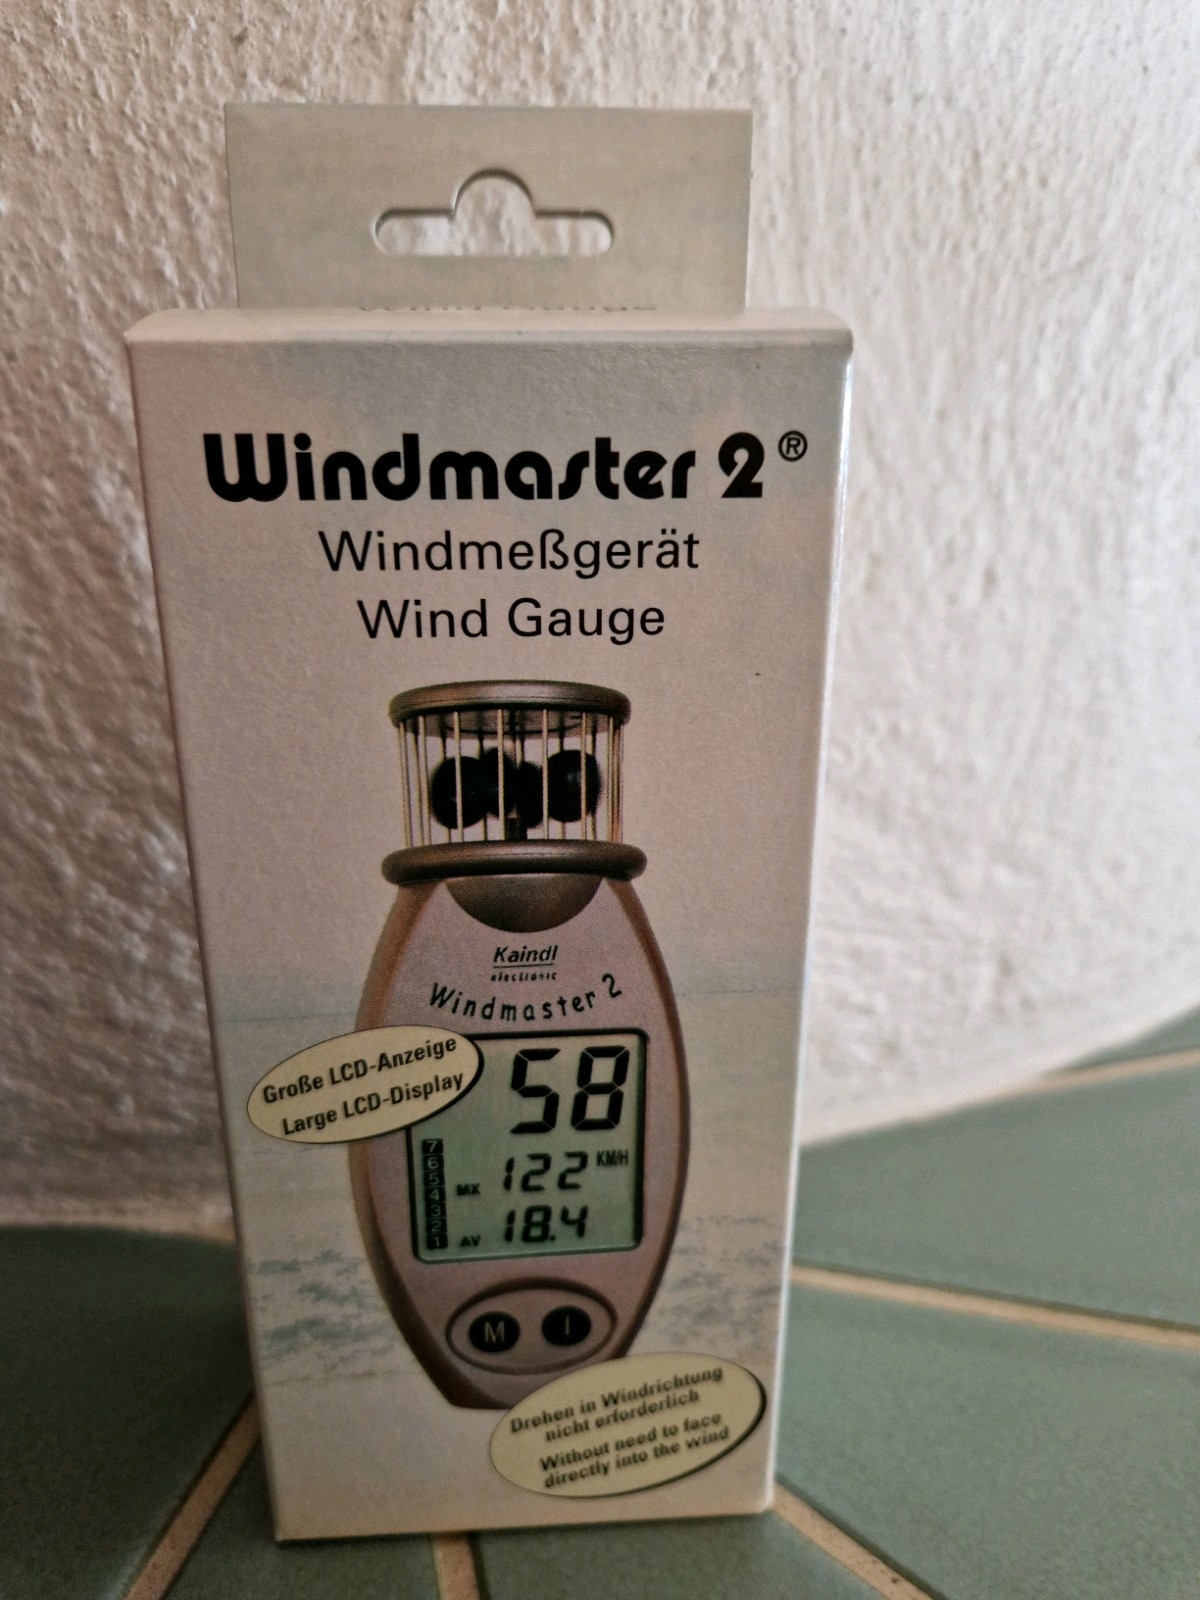 Wind Gauge
Windmaster 2®
Windmeßgerät
Wind Gauge
Kaindl
electronic
Windmaster 2
Große LCD-Anzeige
Large LCD-Display
58
7
6
5
4
3
2
1
MX 122 KM/H
AV 18.4
M I
Drehen in Windrichtung
nicht erforderlich
Without need to face
directly into the wind